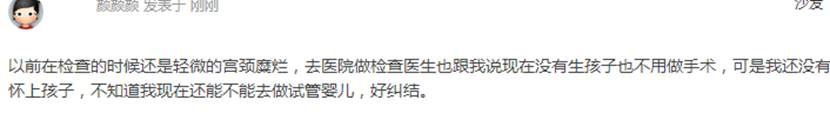 颜颜颜 发表于 刚刚
沙发
以前在检查的时候还是轻微的宫颈糜烂，去医院做检查医生也跟我说现在没有生孩子也不用做手术，可是我还没有
怀上孩子，不知道我现在还能不能去做试管婴儿，好纠结。